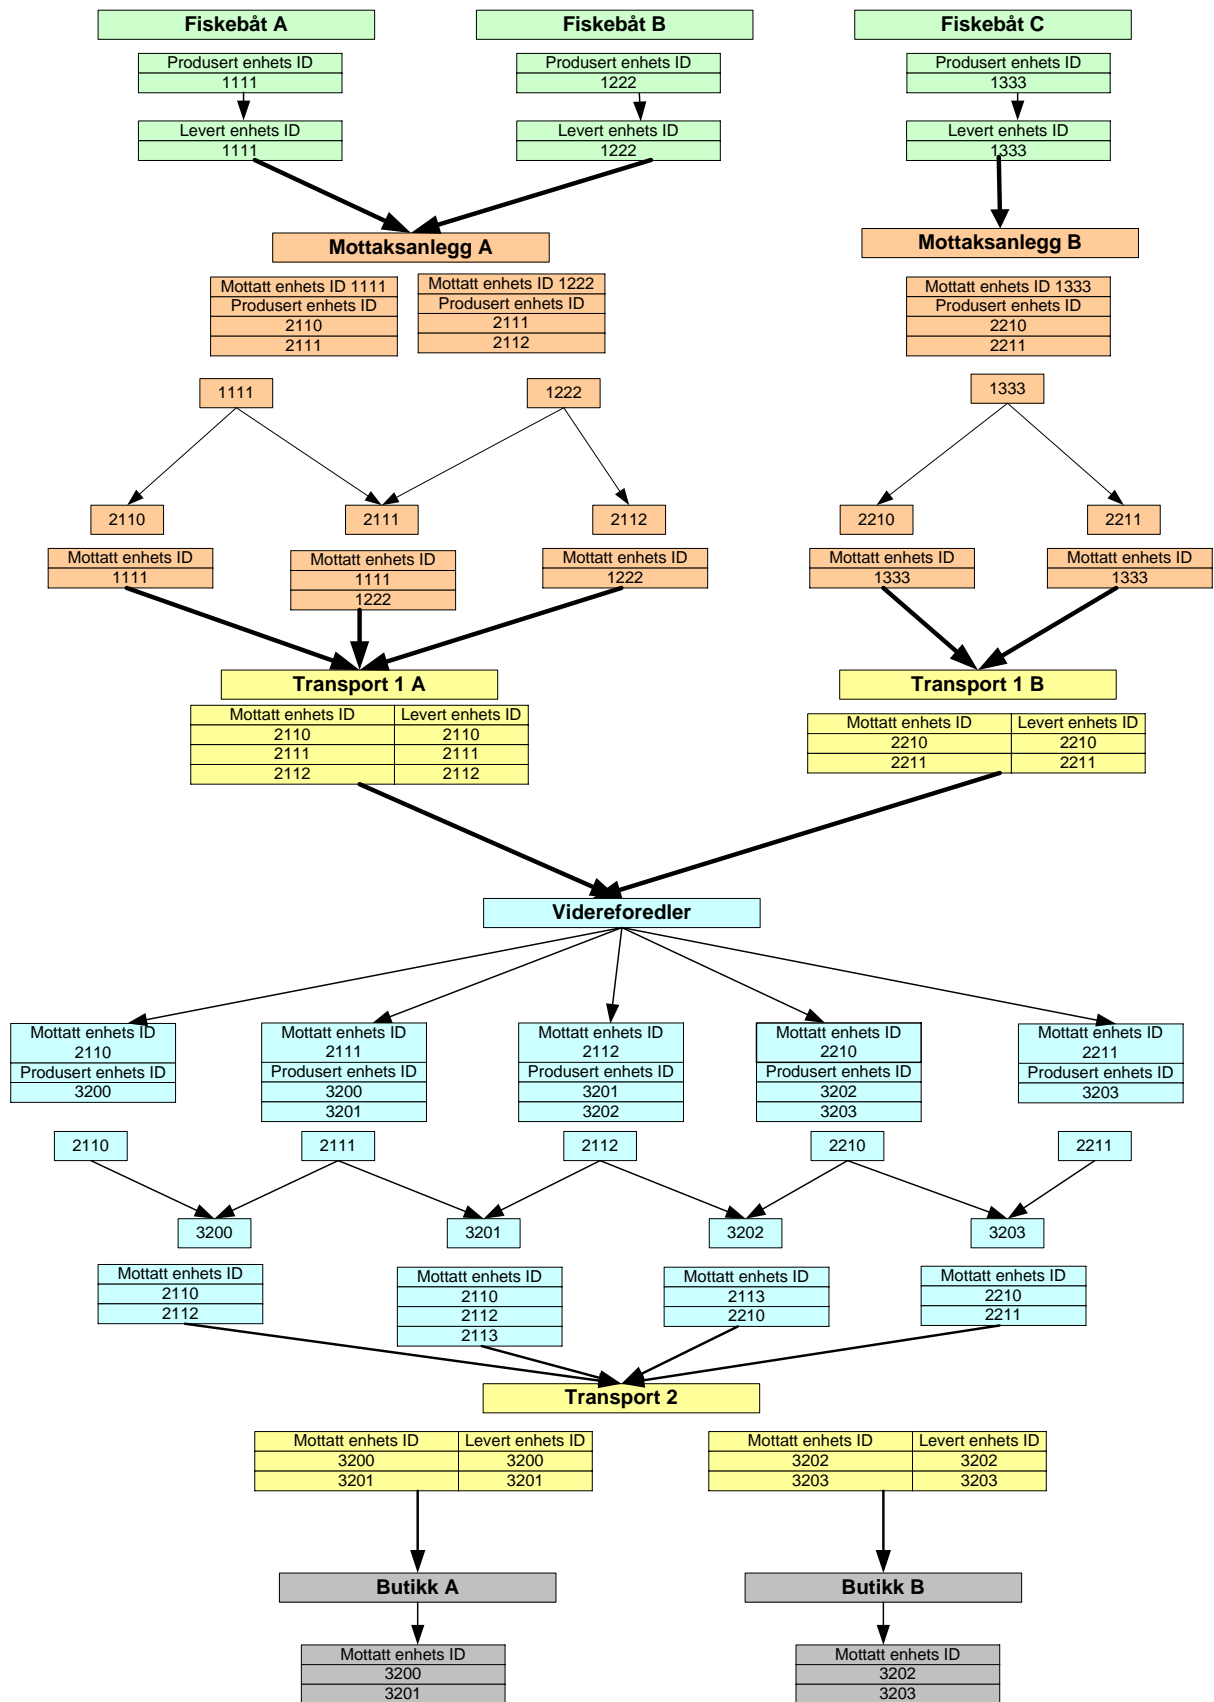 Fiskebåt A
Fiskebåt B
Fiskebåt C
Produsert enhets ID
1111
Produsert enhets ID
1222
Produsert enhets ID
1333
Levert enhets ID
1111
Levert enhets ID
1222
Levert enhets ID
1333
Mottaksanlegg A
Mottaksanlegg B
Mottatt enhets ID 1111
Produsert enhets ID
2110
2111
Mottatt enhets ID 1222
Produsert enhets ID
2111
2112
Mottatt enhets ID 1333
Produsert enhets ID
2210
2211
1111
1222
1333
2110
2111
2112
2210
2211
Mottatt enhets ID
1111
Mottatt enhets ID
1111
1222
Mottatt enhets ID
1222
Mottatt enhets ID
1333
Mottatt enhets ID
1333
Transport 1 A
Transport 1 B
Mottatt enhets ID Levert enhets ID
2110 2110
2111 2111
2112 2112
Mottatt enhets ID Levert enhets ID
2210 2210
2211 2211
Videreforedler
Mottatt enhets ID
2110
Produsert enhets ID
3200
Mottatt enhets ID
2111
Produsert enhets ID
3200
3201
Mottatt enhets ID
2112
Produsert enhets ID
3201
3202
Mottatt enhets ID
2210
Produsert enhets ID
3202
3203
Mottatt enhets ID
2211
Produsert enhets ID
3203
2110
2111
2112
2210
2211
3200
3201
3202
3203
Mottatt enhets ID
2110
2112
Mottatt enhets ID
2110
2112
2113
Mottatt enhets ID
2113
2210
Mottatt enhets ID
2210
2211
Transport 2
Mottatt enhets ID Levert enhets ID
3200 3200
3201 3201
Mottatt enhets ID Levert enhets ID
3202 3202
3203 3203
Butikk A
Butikk B
Mottatt enhets ID
3200
3201
Mottatt enhets ID
3202
3203